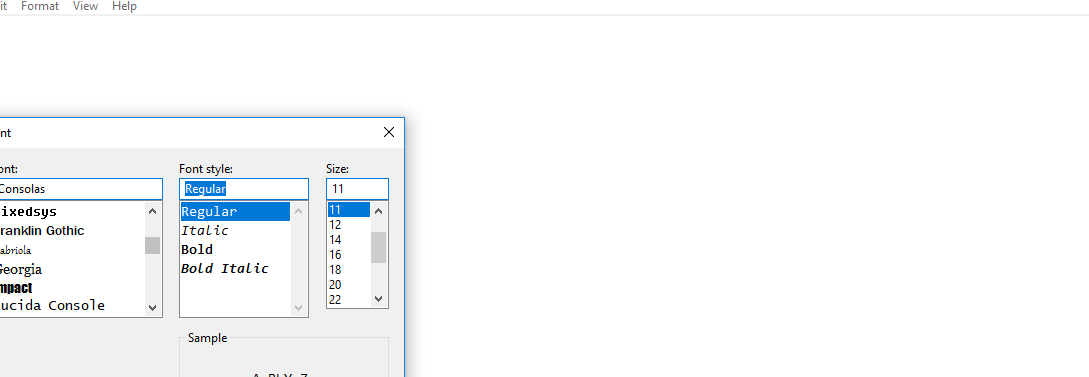 it Format View Help
nt
ont: Font style: Size:
Consolas Regular 11
ixedsys Regular 11
ranklin Gothic Italic 12
abriola Bold 14
Georgia Bold Italic 16
mpact 18
ucida Console 20
22
Sample